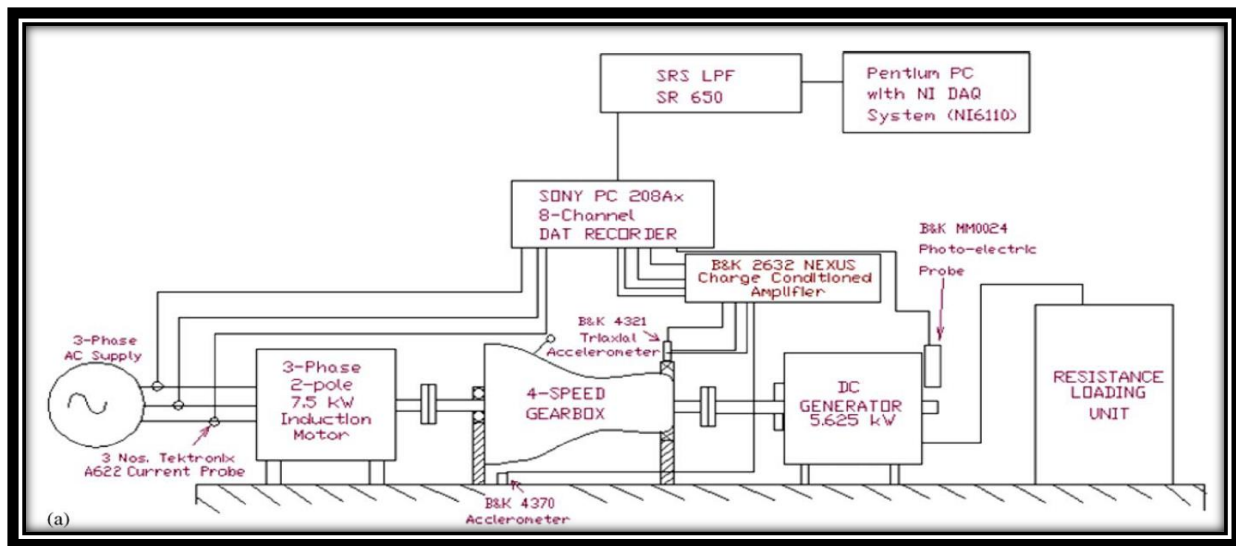 SRS LPF
SR 650
Pentium PC
with NI DAQ
System (NI6110)
SONY PC 208Ax
8-Channel
DAT RECORDER
B&K MM0024
Photo-electric
Probe
B&K 2632 NEXUS
Charge Conditioned
Amplifier
B&K 4321
Triaxial
Accelerometer
3-Phase
AC Supply
3-Phase
2-pole
7.5 kW
Induction
Motor
4-SPEED
GEARBOX
DC
GENERATOR
5.625 kW
RESISTANCE
LOADING
UNIT
3 Nos. Tektronix
A622 Current Probe
B&K 4370
Acclerometer
(a)